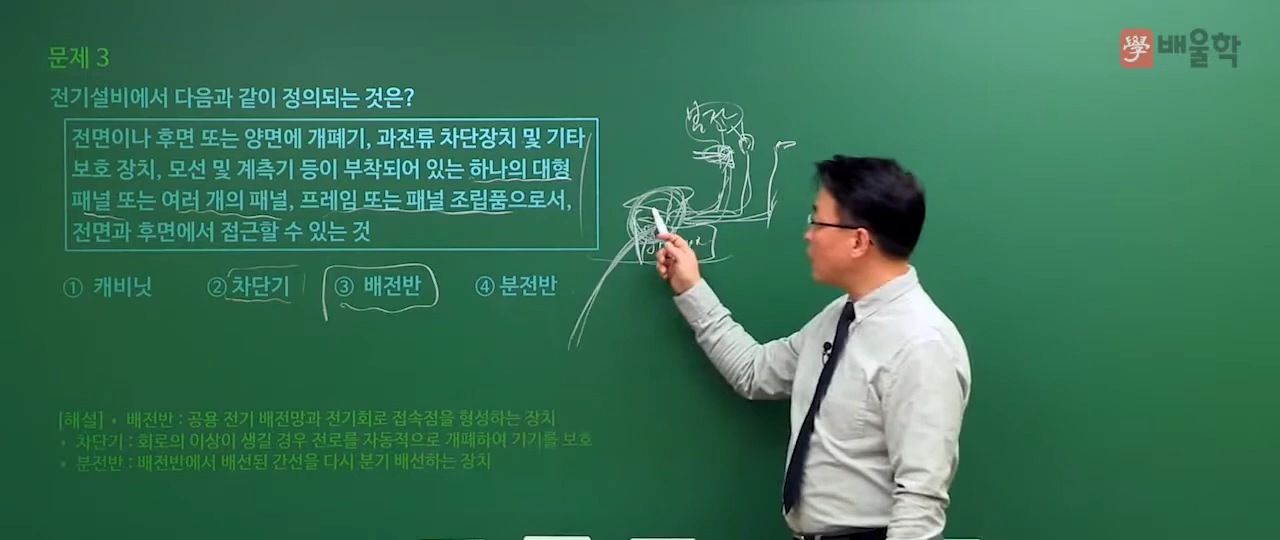 문제 3
學 배울학
전기설비에서 다음과 같이 정의되는 것은?
전면이나 후면 또는 양면에 개폐기, 과전류 차단장치 및 기타
보호 장치, 모선 및 계측기 등이 부착되어 있는 하나의 대형
패널 또는 여러 개의 패널, 프레임 또는 패널 조립품으로서,
전면과 후면에서 접근할 수 있는 것
① 캐비닛 ② 차단기 ③ 배전반 ④ 분전반
[해설] • 배전반 : 공용 전기 배전망과 전기회로 접속점을 형성하는 장치
• 차단기 : 회로의 이상이 생길 경우 전로를 자동적으로 개폐하여 기기를 보호
• 분전반 : 배전반에서 배선된 간선을 다시 분기 배선하는 장치